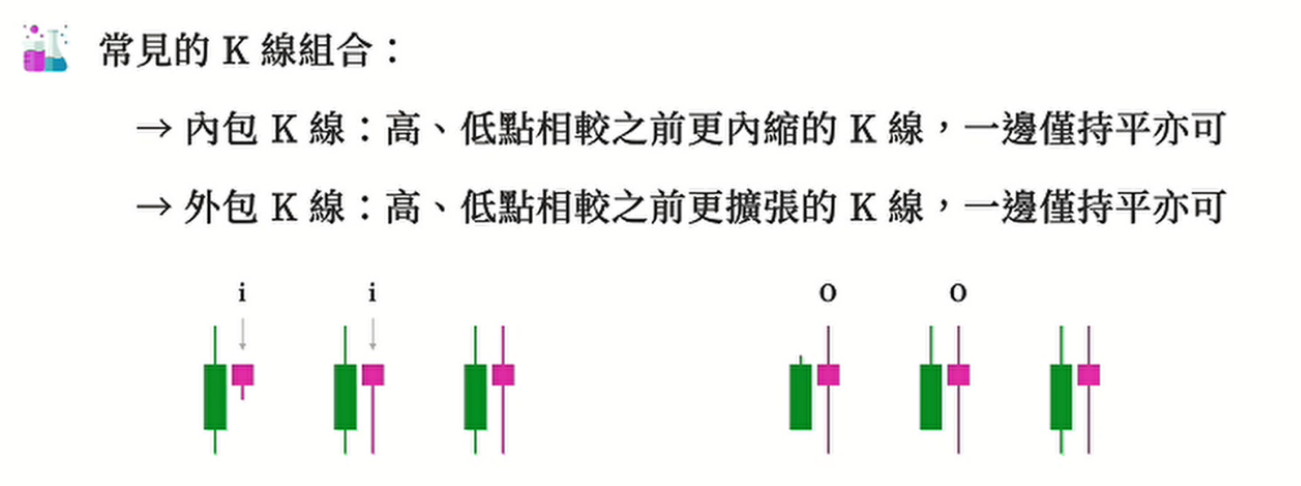 常見的 K 線組合：
→ 內包 K 線：高、低點相較之前更內縮的 K 線，一邊僅持平亦可
→ 外包 K 線：高、低點相較之前更擴張的 K 線，一邊僅持平亦可
i i O O